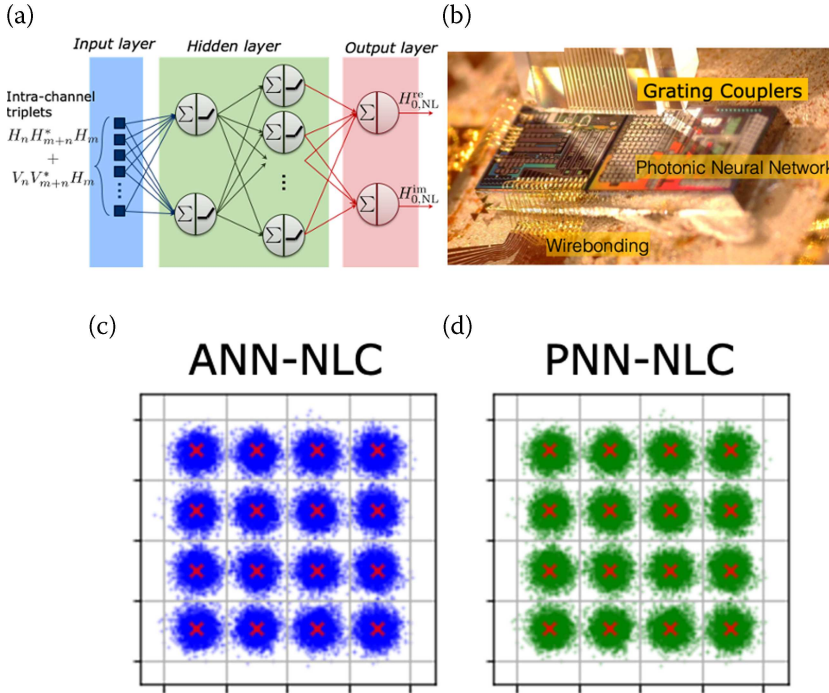 (a)
Input layer
Hidden layer
Output layer
Intra-channel
triplets
H_n H^*_{m+n} H_m
+
V_n V^*_{m+n} H_m
Σ
Σ
Σ
Σ
Σ
Σ
Σ
H^{re}_{0,NL}
H^{im}_{0,NL}
(b)
Grating Couplers
Photonic Neural Network
Wirebonding
(c)
ANN-NLC
(d)
PNN-NLC